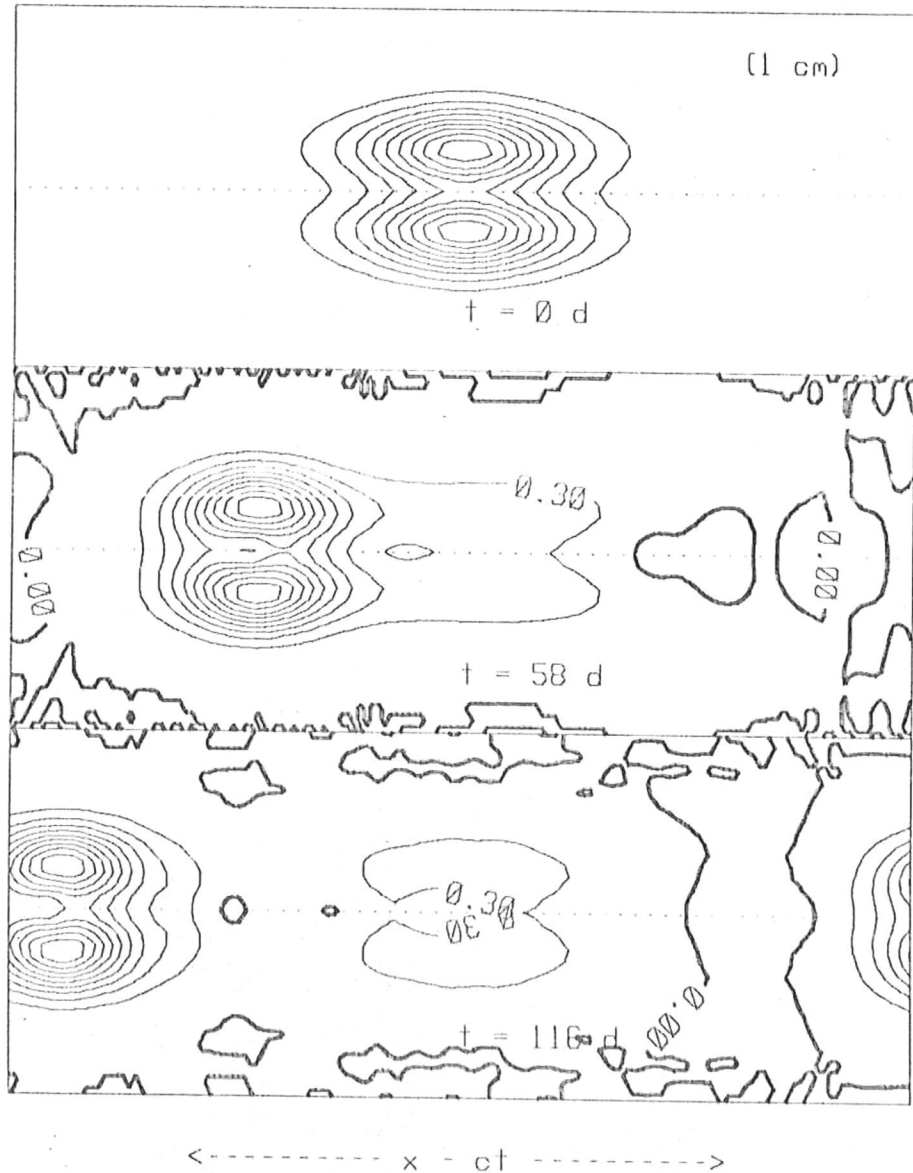 (1 cm)
t = 0 d
0.30
0.00
0.00
t = 58 d
0.30
0.30
0.00
t = 116 d
<---------- x - ct ---------->